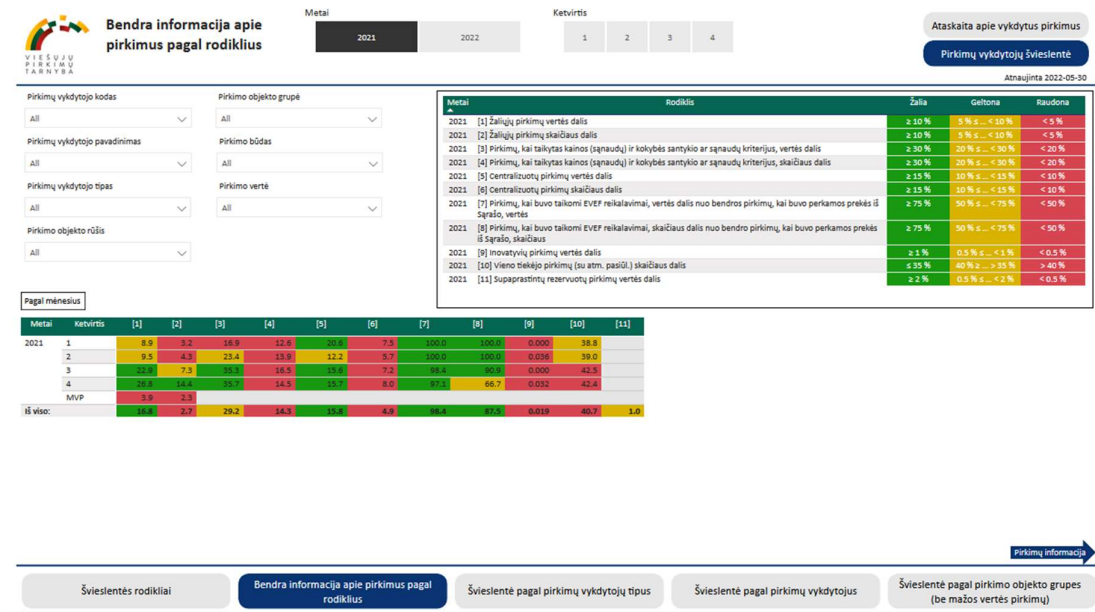 VIEŠŲJŲ
PIRKIMŲ
TARNYBA
Bendra informacija apie
pirkimus pagal rodiklius
Metai
2021 2022
Ketvirtis
1 2 3 4
Ataskaita apie vykdytus pirkimus
Pirkimų vykdytojų švieslentė
Atnaujinta 2022-05-30
Pirkimų vykdytojo kodas
All
Pirkimo objekto grupė
All
Pirkimų vykdytojo pavadinimas
All
Pirkimo būdas
All
Pirkimų vykdytojo tipas
All
Pirkimo vertė
All
Pirkimo objekto rūšis
All
Metai Rodiklis Žalia Geltona Raudona
2021 [1] Žaliųjų pirkimų vertės dalis ≥ 10 % 5 % ≤ ... < 10 % < 5 %
2021 [2] Žaliųjų pirkimų skaičiaus dalis ≥ 10 % 5 % ≤ ... < 10 % < 5 %
2021 [3] Pirkimų, kai taikytas kainos (sąnaudų) ir kokybės santykio ar sąnaudų kriterijus, vertės dalis ≥ 30 % 20 % ≤ ... < 30 % < 20 %
2021 [4] Pirkimų, kai taikytas kainos (sąnaudų) ir kokybės santykio ar sąnaudų kriterijus, skaičiaus dalis ≥ 30 % 20 % ≤ ... < 30 % < 20 %
2021 [5] Centralizuotų pirkimų vertės dalis ≥ 15 % 10 % ≤ ... < 15 % < 10 %
2021 [6] Centralizuotų pirkimų skaičiaus dalis ≥ 15 % 10 % ≤ ... < 15 % < 10 %
2021 [7] Pirkimų, kai buvo taikomi EVEF reikalavimai, vertės dalis nuo bendros pirkimų, kai buvo perkamos prekės iš ≥ 75 % 50 % ≤ ... < 75 % < 50 %
Sąrašo, vertės
2021 [8] Pirkimų, kai buvo taikomi EVEF reikalavimai, skaičiaus dalis nuo bendro pirkimų, kai buvo perkamos prekės ≥ 75 % 50 % ≤ ... < 75 % < 50 %
iš Sąrašo, skaičiaus
2021 [9] Inovatyvių pirkimų vertės dalis ≥ 1 % 0.5 % ≤ ... < 1 % < 0.5 %
2021 [10] Vieno tiekėjo pirkimų (su atm. pasiūl.) skaičiaus dalis ≤ 35 % 40 % ≥ ... > 35 % > 40 %
2021 [11] Supaprastintų rezervuotų pirkimų vertės dalis ≥ 2 % 0.5 % ≤ ... < 2 % < 0.5 %
Pagal mėnesius
Metai Ketvirtis [1] [2] [3] [4] [5] [6] [7] [8] [9] [10] [11]
2021 1 8.9 3.2 16.9 12.6 20.6 7.5 100.0 100.0 0.000 38.8
2 9.5 4.3 23.4 13.9 12.2 5.7 100.0 100.0 0.036 39.0
3 22.9 7.3 35.3 16.5 15.6 7.2 98.4 90.9 0.000 42.5
4 26.8 14.4 35.7 14.5 15.7 8.0 97.1 66.7 0.032 42.4
MVP 3.9 2.3
Iš viso: 16.8 2.7 29.2 14.3 15.8 4.9 98.4 87.5 0.019 40.7 1.0
Pirkimų informacija
Švieslentės rodikliai
Bendra informacija apie pirkimus pagal
rodiklius
Švieslentė pagal pirkimų vykdytojų tipus
Švieslentė pagal pirkimų vykdytojus
Švieslentė pagal pirkimo objekto grupes
(be mažos vertės pirkimų)